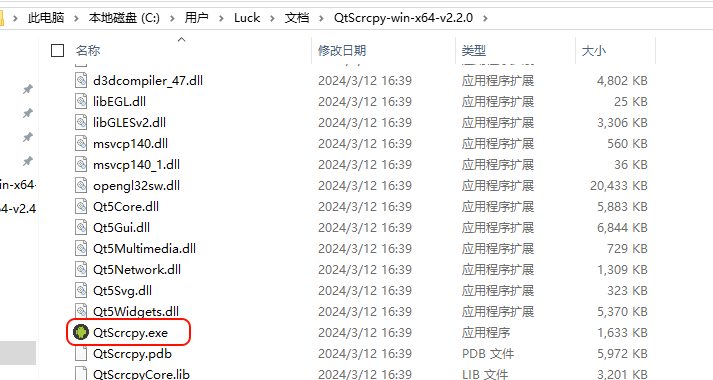 此电脑 › 本地磁盘 (C:) › 用户 › Luck › 文档 › QtScrcpy-win-x64-v2.2.0 ›
名称 修改日期 类型 大小
d3dcompiler_47.dll 2024/3/12 16:39 应用程序扩展 4,802 KB
libEGL.dll 2024/3/12 16:39 应用程序扩展 25 KB
libGLESv2.dll 2024/3/12 16:39 应用程序扩展 3,306 KB
msvcp140.dll 2024/3/12 16:39 应用程序扩展 560 KB
msvcp140_1.dll 2024/3/12 16:39 应用程序扩展 36 KB
in-x64- opengl32sw.dll 2024/3/12 16:39 应用程序扩展 20,433 KB
64-v2.4 Qt5Core.dll 2024/3/12 16:39 应用程序扩展 5,883 KB
Qt5Gui.dll 2024/3/12 16:39 应用程序扩展 6,844 KB
Qt5Multimedia.dll 2024/3/12 16:39 应用程序扩展 729 KB
Qt5Network.dll 2024/3/12 16:39 应用程序扩展 1,309 KB
Qt5Svg.dll 2024/3/12 16:39 应用程序扩展 323 KB
Qt5Widgets.dll 2024/3/12 16:39 应用程序扩展 5,370 KB
QtScrcpy.exe 2024/3/12 16:39 应用程序 1,633 KB
QtScrcpy.pdb 2024/3/12 16:39 PDB 文件 5,972 KB
QtScrcpyCore.lib 2024/3/12 16:39 LIB 文件 3,201 KB